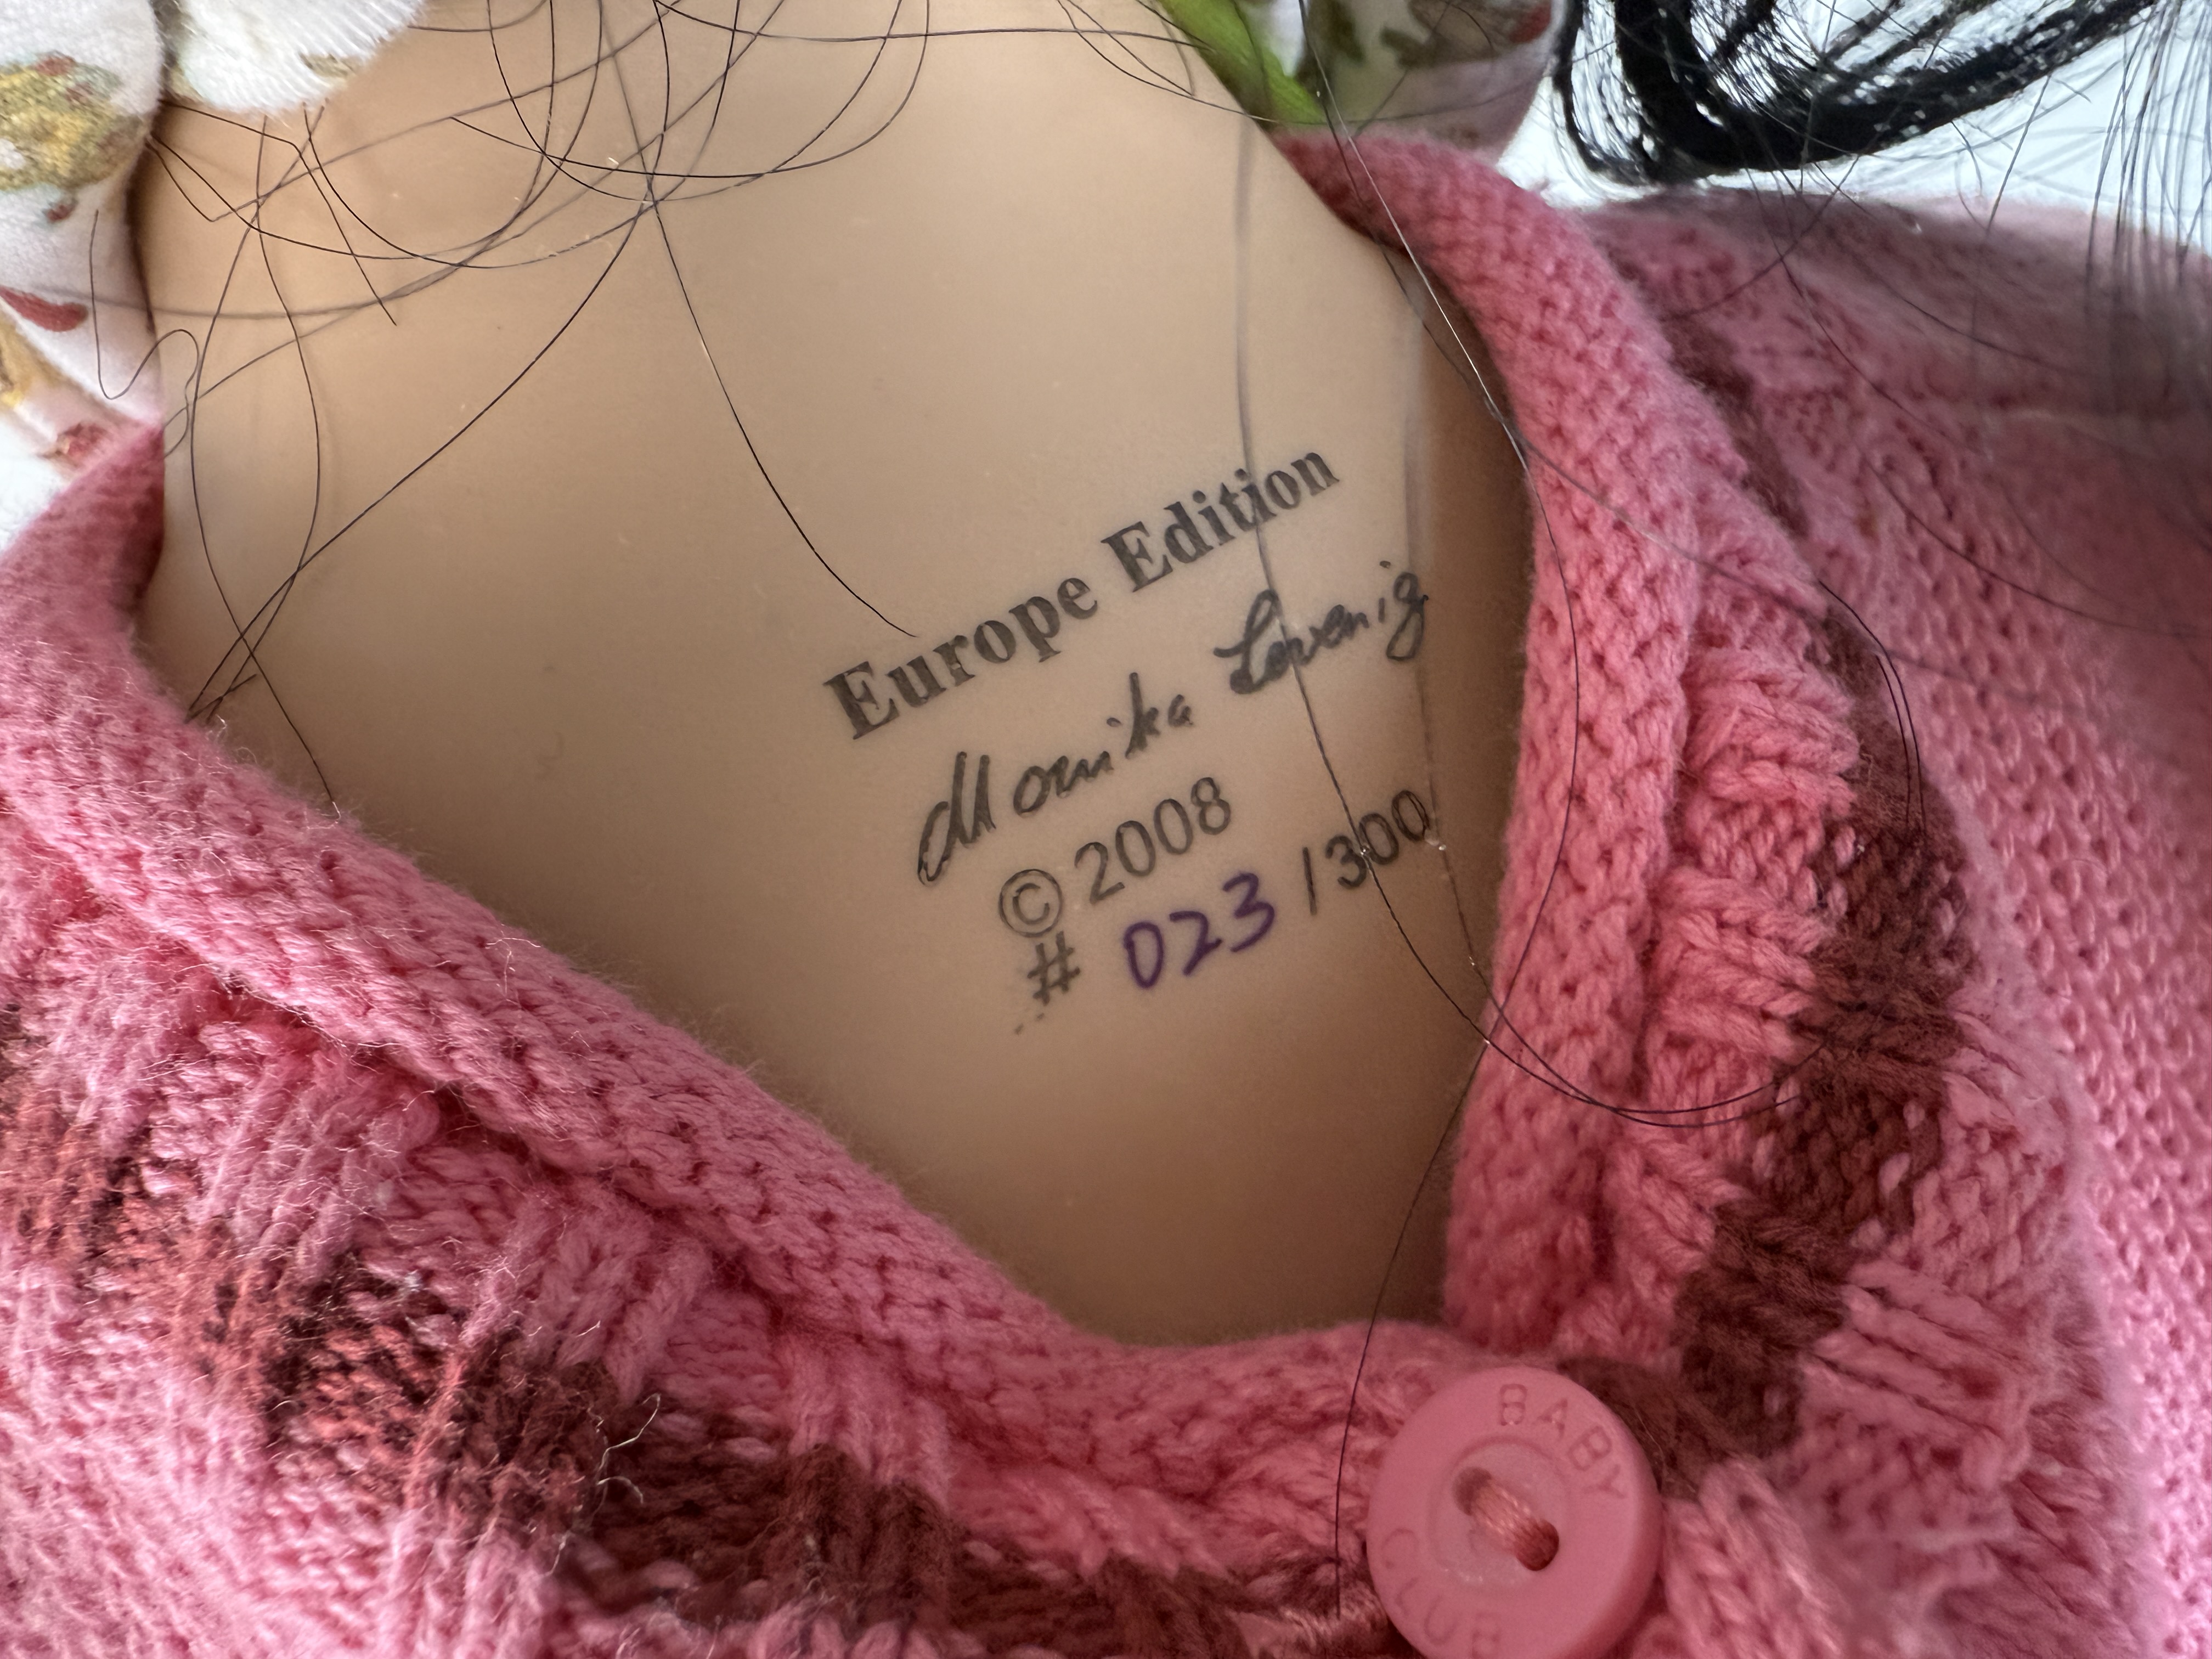 Europe Edition
Monika Levenig
© 2008
# 023 /300
BABY
CLUB